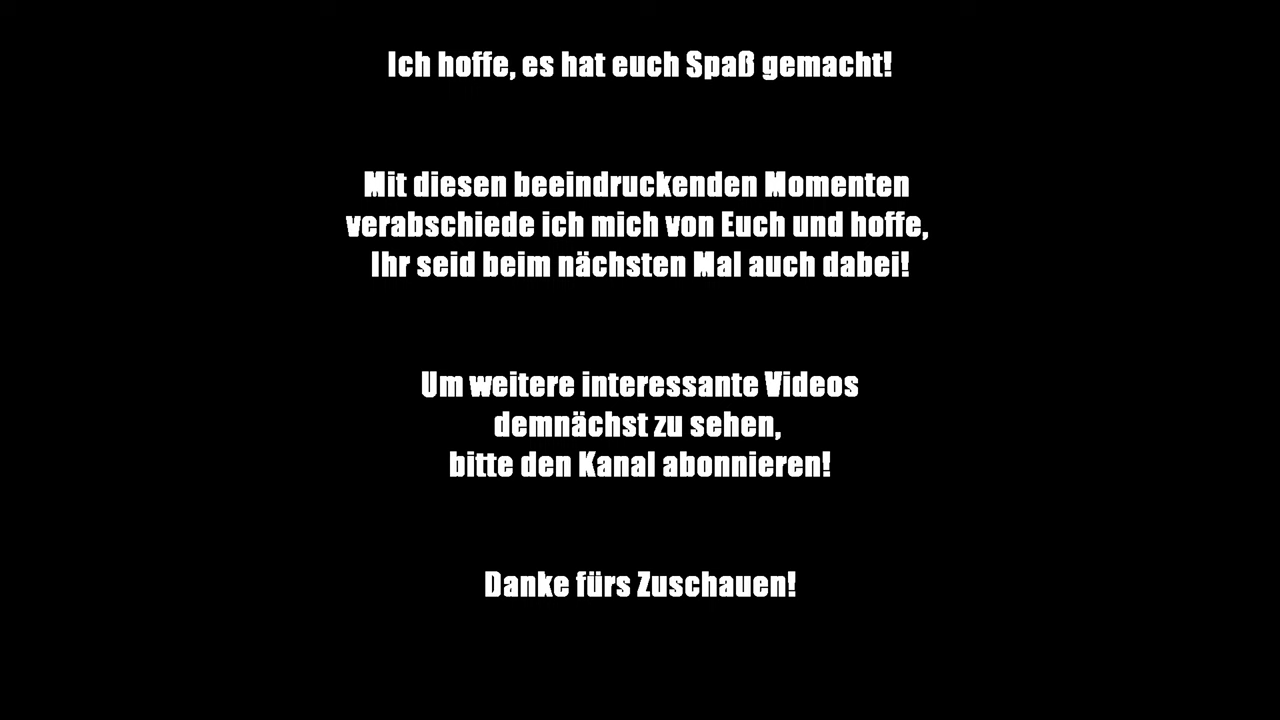 Ich hoffe, es hat euch Spaß gemacht!
Mit diesen beeindruckenden Momenten
verabschiede ich mich von Euch und hoffe,
Ihr seid beim nächsten Mal auch dabei!
Um weitere interessante Videos
demnächst zu sehen,
bitte den Kanal abonnieren!
Danke fürs Zuschauen!